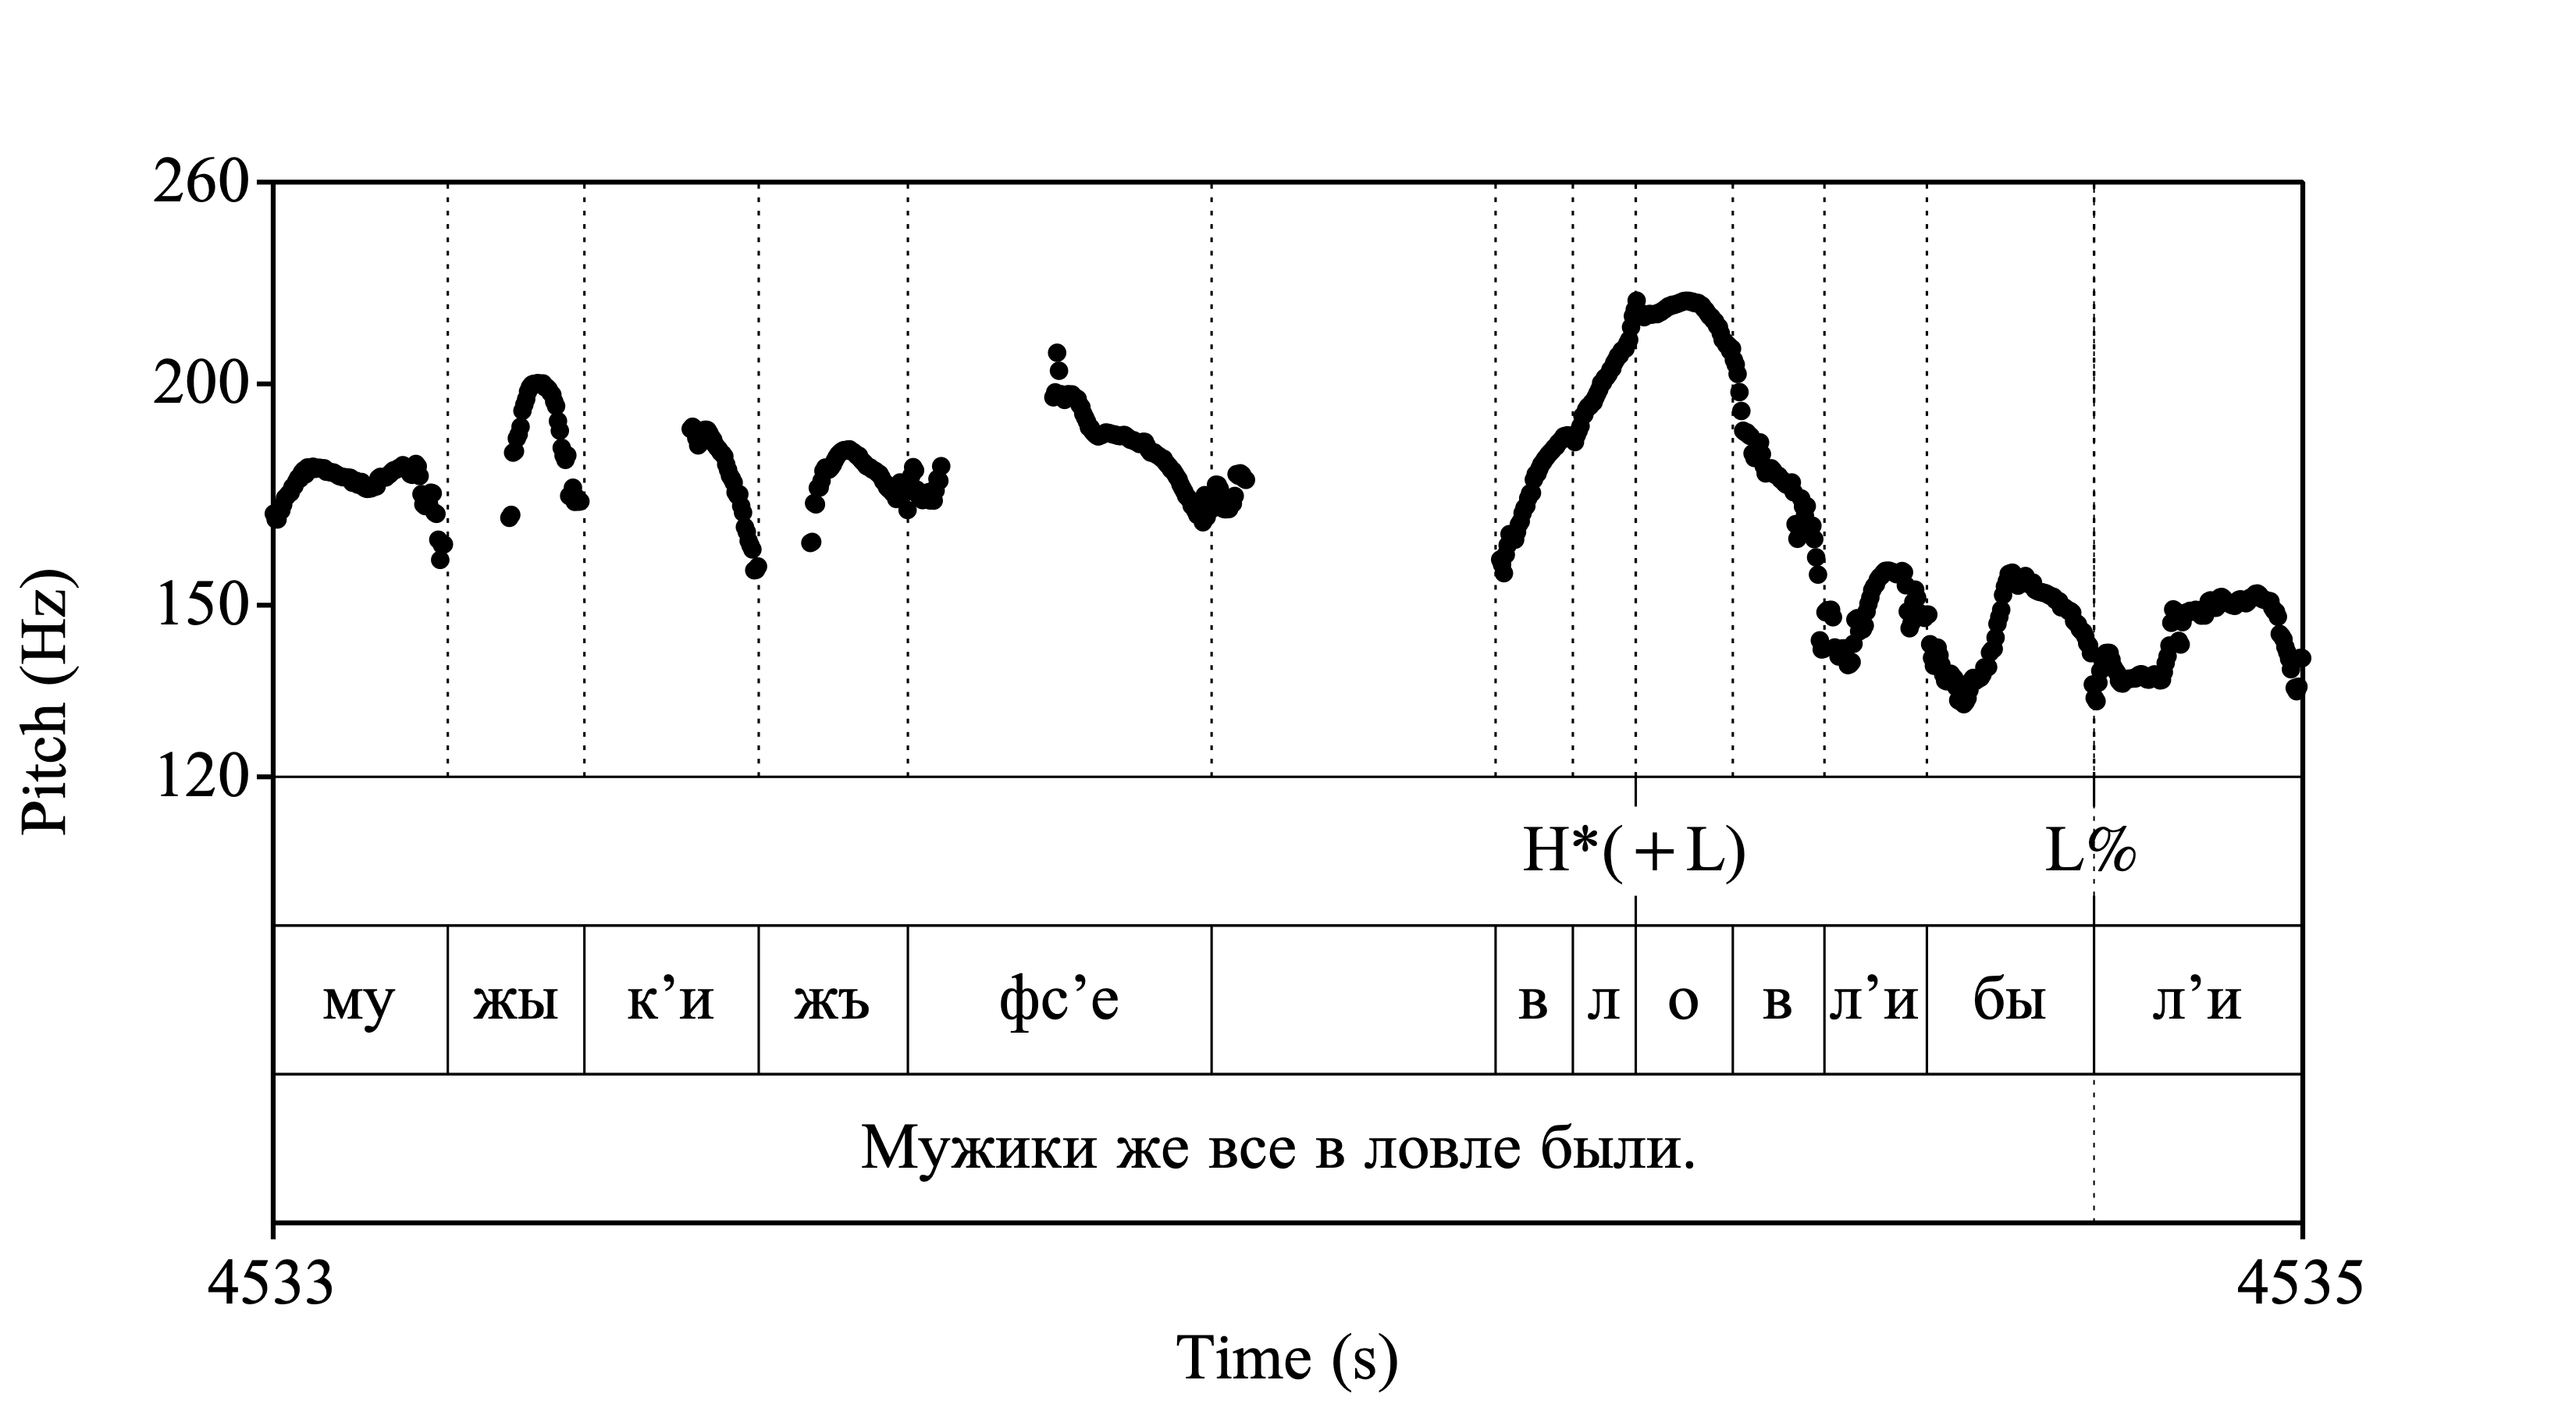 Pitch (Hz)
260
200
150
120
H*(+L) L%
му жы к’и жъ фс’е в л о в л’и бы л’и
Мужики же все в ловле были.
4533 4535
Time (s)